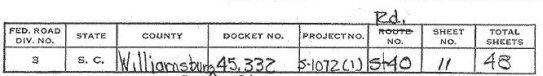 Rd.
FED. ROAD DIV. NO. STATE COUNTY DOCKET NO. PROJECT NO. ROUTE NO. SHEET NO. TOTAL SHEETS
3 S. C. Williamsburg 45.332 S-1072(1) S-40 11 48